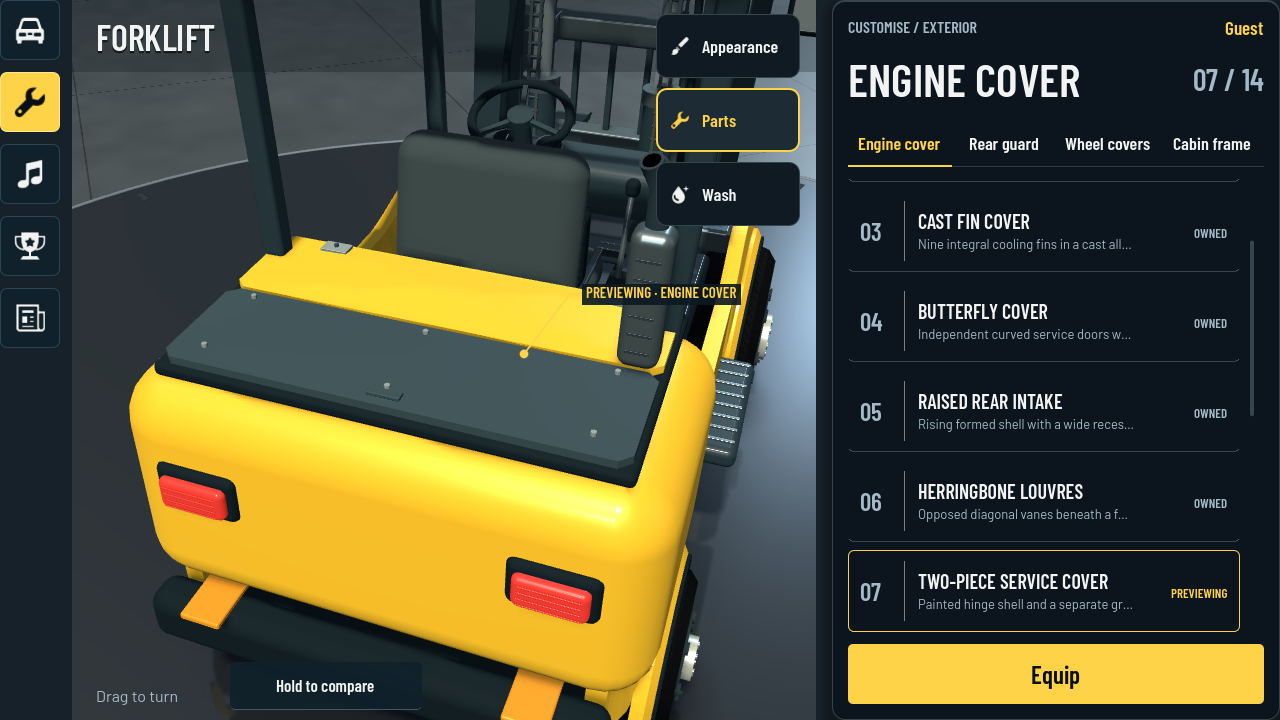 FORKLIFT
Appearance
Parts
Wash
PREVIEWING · ENGINE COVER
Drag to turn
Hold to compare
CUSTOMISE / EXTERIOR
Guest
ENGINE COVER
07 / 14
Engine cover
Rear guard
Wheel covers
Cabin frame
03
CAST FIN COVER
Nine integral cooling fins in a cast all...
OWNED
04
BUTTERFLY COVER
Independent curved service doors w...
OWNED
05
RAISED REAR INTAKE
Rising formed shell with a wide reces...
OWNED
06
HERRINGBONE LOUVRES
Opposed diagonal vanes beneath a f...
OWNED
07
TWO-PIECE SERVICE COVER
Painted hinge shell and a separate gr...
PREVIEWING
Equip